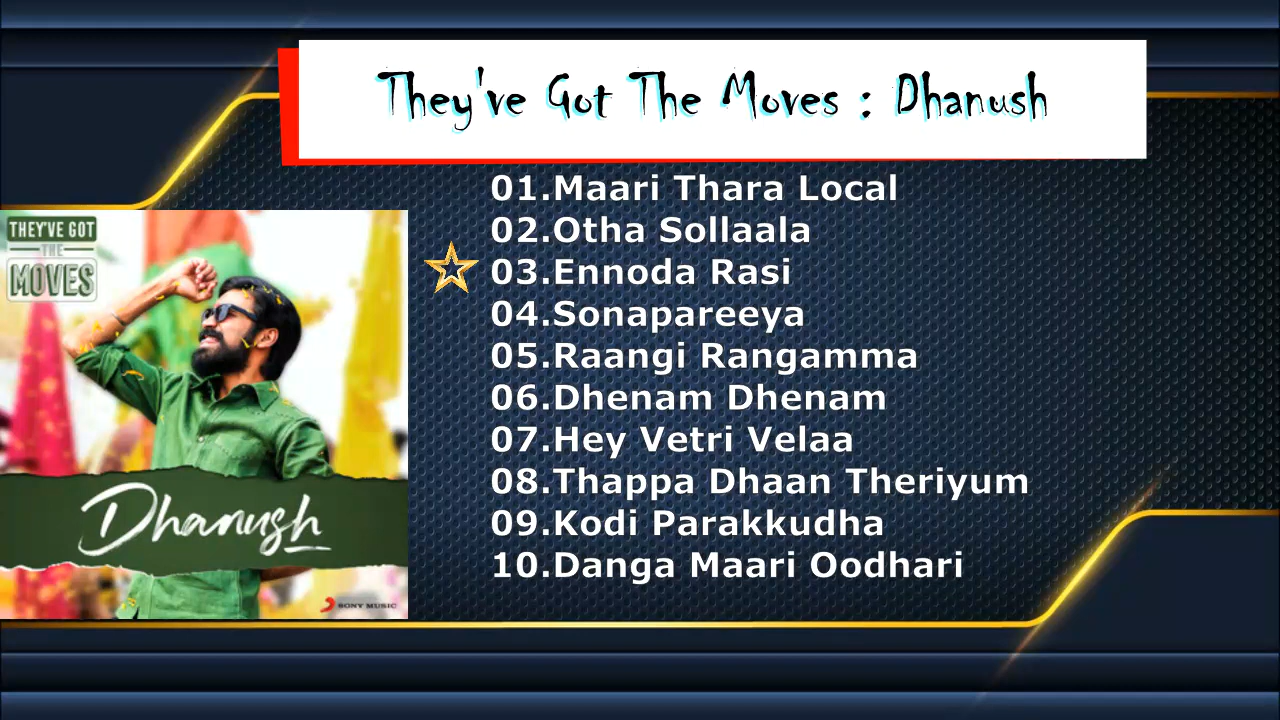 They've Got The Moves : Dhanush
01.Maari Thara Local
02.Otha Sollaala
03.Ennoda Rasi
04.Sonapareeya
05.Raangi Rangamma
06.Dhenam Dhenam
07.Hey Vetri Velaa
08.Thappa Dhaan Theriyum
09.Kodi Parakkudha
10.Danga Maari Oodhari
THEY'VE GOT
THE
MOVES
Dhanush
SONY MUSIC